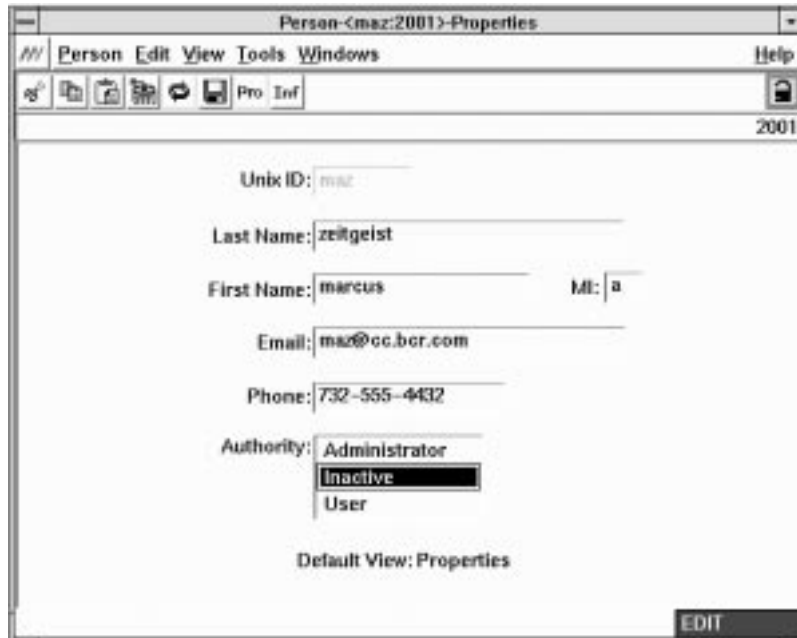 Person-<maz:2001>-Properties
Person Edit View Tools Windows Help
Pro Inf
2001
Unix ID: maz
Last Name: zeitgeist
First Name: marcus MI: a
Email: maz@cc.bcr.com
Phone: 732-555-4432
Authority: Administrator
Inactive
User
Default View: Properties
EDIT